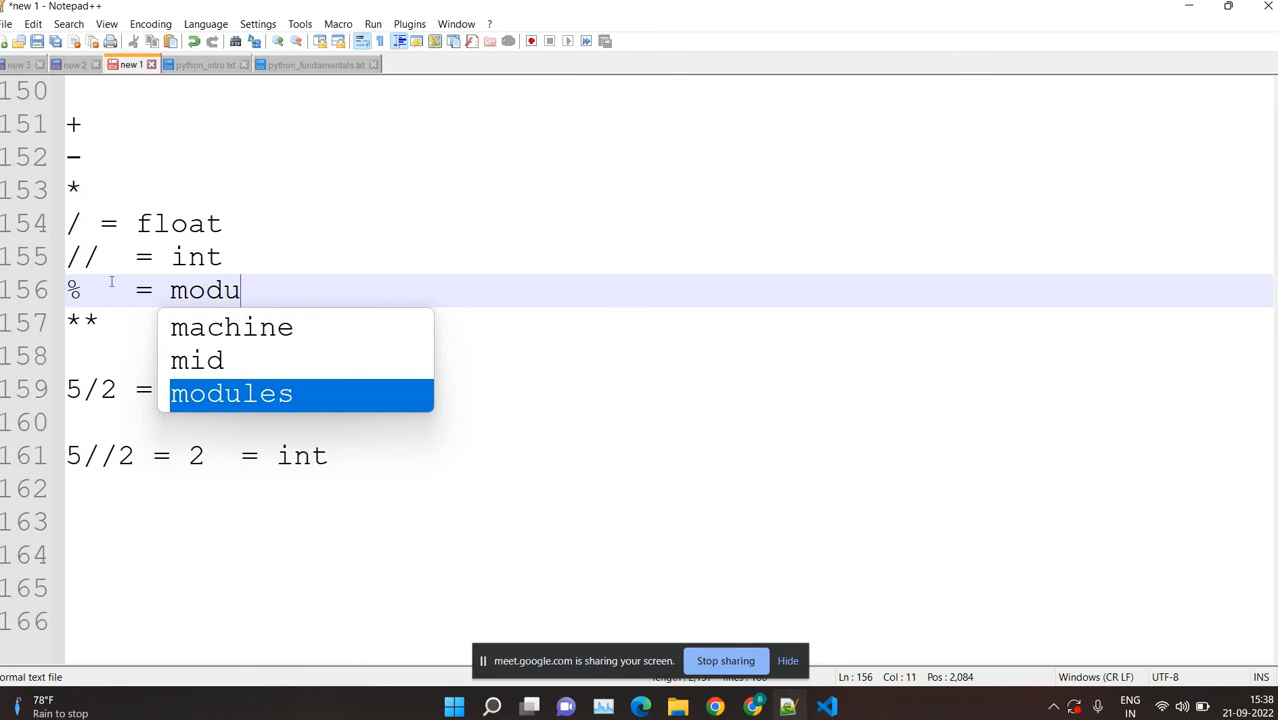 *new 1 - Notepad++
File Edit Search View Encoding Language Settings Tools Macro Run Plugins Window ?
new 3 new 2 new 1 python_intro.txt python_fundamentals.txt
150
151 +
152 -
153 *
154 / = float
155 // = int
156 % = modu
157 **
machine
mid
modules
158
159 5/2 =
160
161 5//2 = 2 = int
162
163
164
165
166
meet.google.com is sharing your screen. Stop sharing Hide
ormal text file
Ln : 156 Col : 11 Pos : 2,084 Windows (CR LF) UTF-8 INS
78°F
Rain to stop
ENG
IN
15:38
21-09-2022